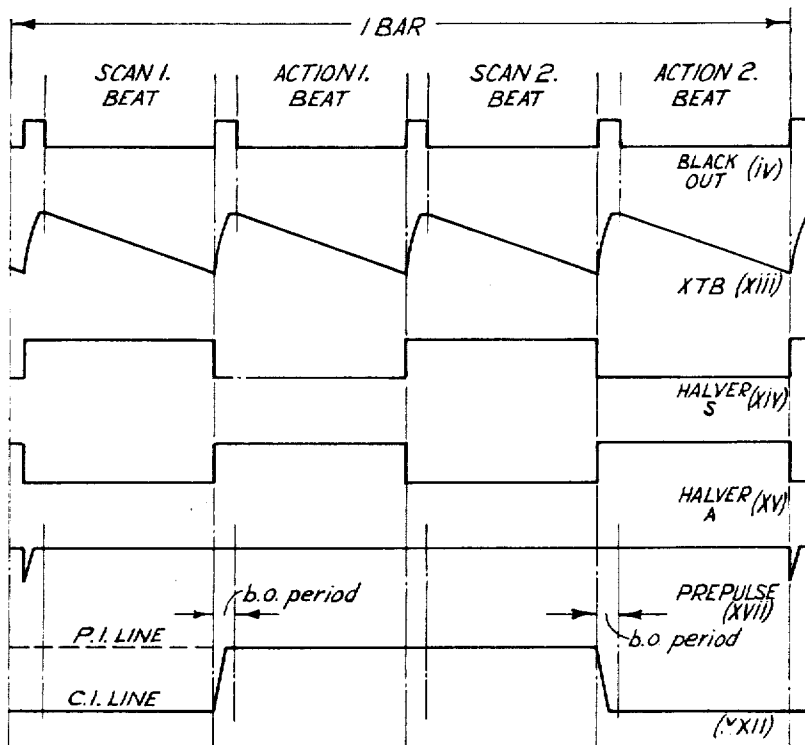 1 BAR
SCAN 1.
BEAT
ACTION 1.
BEAT
SCAN 2.
BEAT
ACTION 2.
BEAT
BLACK
OUT (iv)
XTB (xiii)
HALVER (xiv)
S
HALVER (xv)
A
b.o. period
PREPULSE
(xvii)
b.o. period
P.I. LINE
C.I. LINE
(XXII)